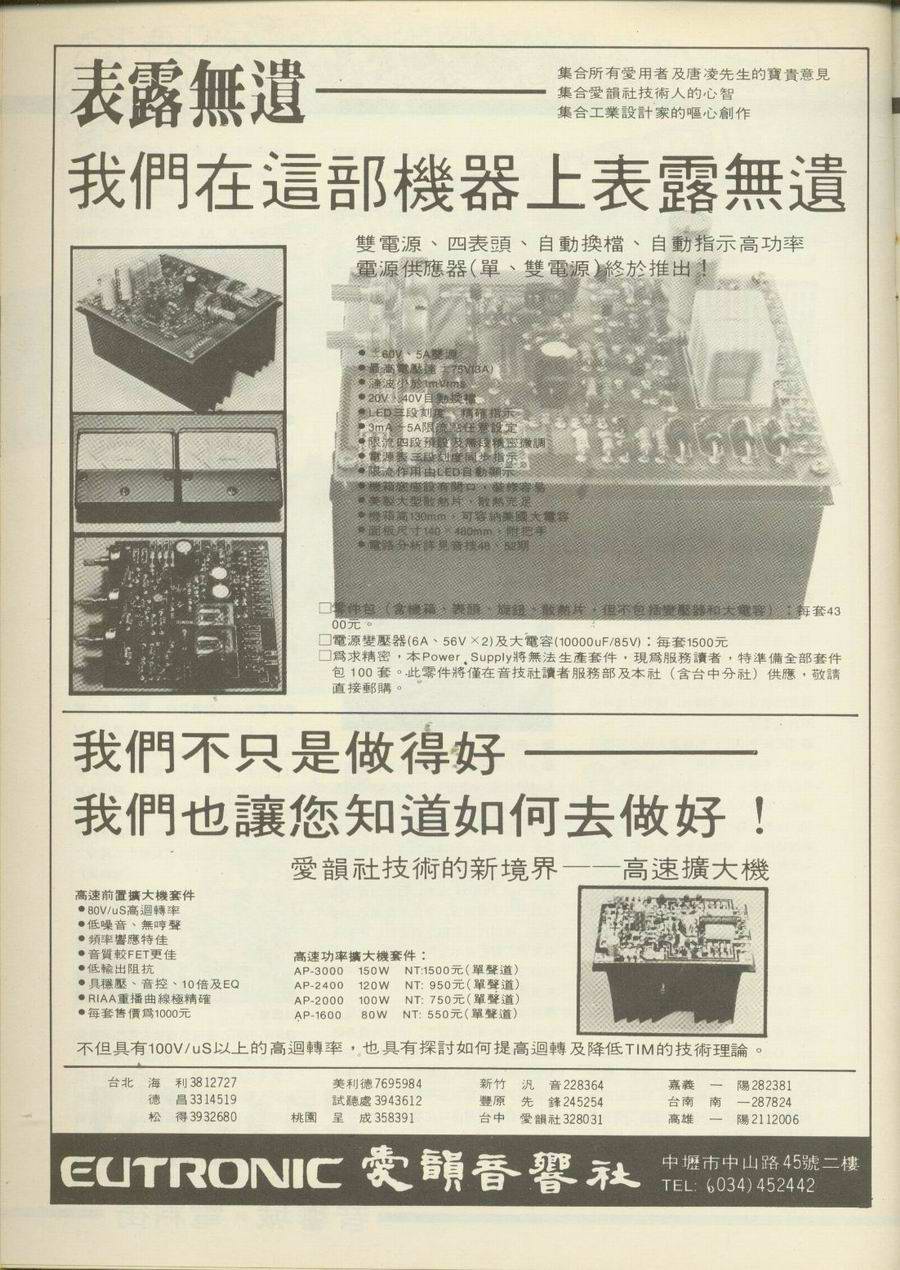 表露無遺
集合所有愛用者及唐凌先生的寶貴意見
集合愛韻社技術人的心智
集合工業設計家的嘔心創作
我們在這部機器上表露無遺
雙電源、四表頭、自動換檔、自動指示高功率
電源供應器(單、雙電源)終於推出！
●±60V、5A雙源
●最高電壓達±75V(3A)
●漣波小於1mVrms
●20V、40V自動換檔
●LED三段刻度、精確指示
●3mA~5A限流點任意設定
●限流四段預設及無段精密微調
●電源表三段刻度同步指示
●限流作用由LED自動顯示
●機箱底座設有開口，裝修容易
●美製大型散熱片，散熱充足
●機箱高130mm，可容納美國大電容
●面板尺寸140×480mm，附把手
●電路分析詳見音技48、52期
□零件包（含機箱、表頭、旋鈕、散熱片，但不包括變壓器和大電容）：每套43
00元。
□電源變壓器(6A、56V×2)及大電容(10000uF/85V)：每套1500元
□爲求精密，本Power Supply將無法生產套件，現爲服務讀者，特準備全部套件
包100套。此零件將僅在音技社讀者服務部及本社（含台中分社）供應，敬請
直接郵購。
我們不只是做得好——
我們也讓您知道如何去做好！
愛韻社技術的新境界——高速擴大機
高速前置擴大機套件
●80V/uS高迴轉率
●低噪音、無哼聲
●頻率響應特佳
●音質較FET更佳
●低輸出阻抗
●具穩壓、音控、10倍及EQ
●RIAA重播曲線極精確
●每套售價爲1000元
高速功率擴大機套件：
AP-3000 150W NT:1500元(單聲道)
AP-2400 120W NT: 950元(單聲道)
AP-2000 100W NT: 750元(單聲道)
AP-1600 80W NT: 550元(單聲道)
不但具有100V/uS以上的高迴轉率，也具有探討如何提高迴轉及降低TIM的技術理論。
台北 海 利3812727 美利德7695984 新竹 汎 音228364 嘉義 一 陽282381
德 昌3314519 試聽處3943612 豐原 先 鋒245254 台南 南 一287824
松 得3932680 桃園 呈 成358391 台中 愛韻社328031 高雄 一 陽2112006
EUTRONIC 愛韻音響社
中壢市中山路45號二樓
TEL: (034)452442